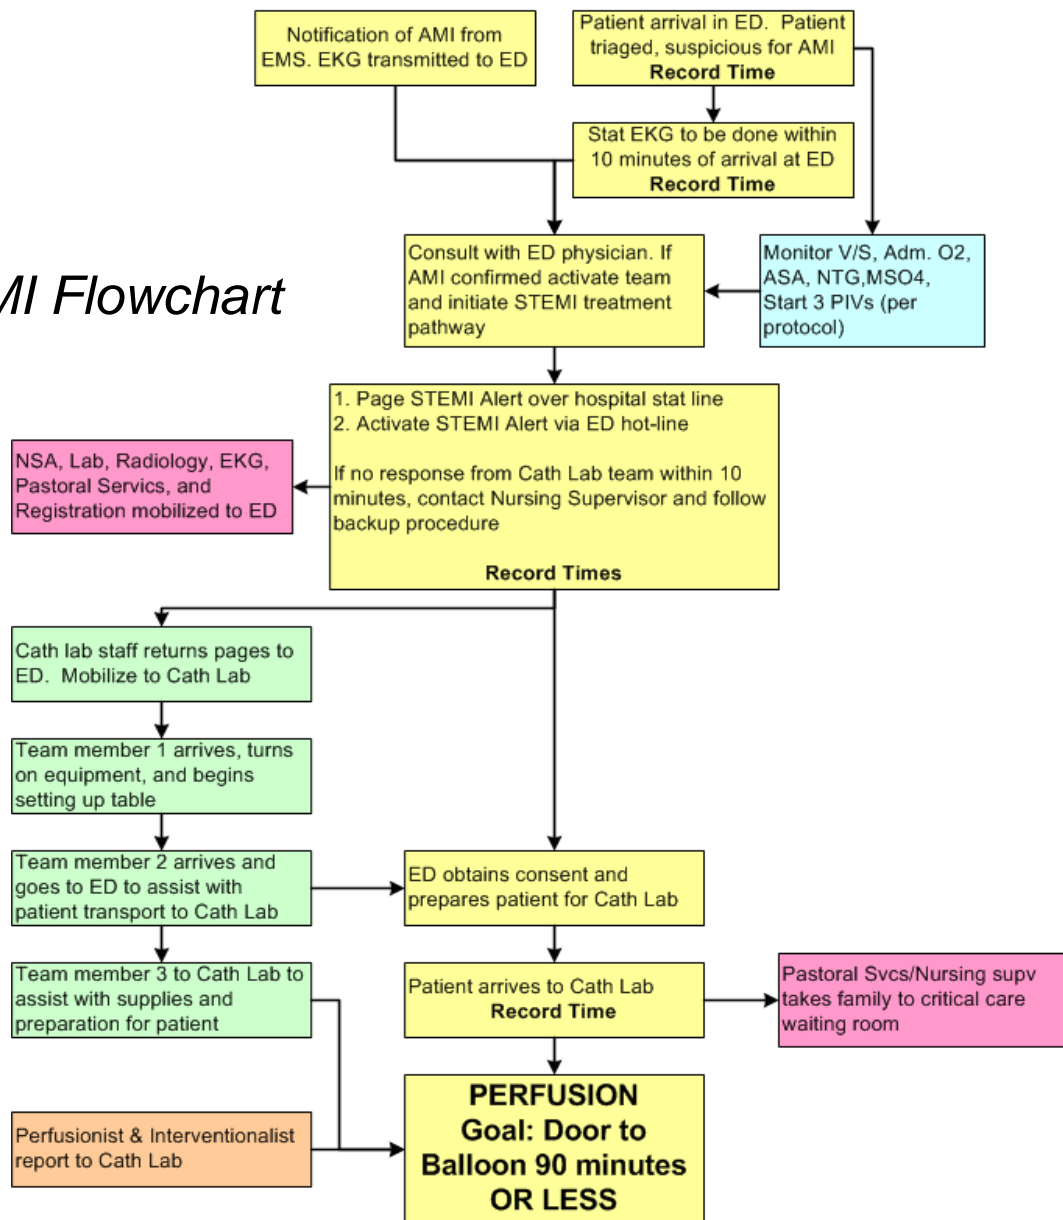 Notification of AMI from
EMS. EKG transmitted to ED
Patient arrival in ED.  Patient
triaged, suspicious for AMI
Record Time
Stat EKG to be done within
10 minutes of arrival at ED
Record Time
MI Flowchart
Consult with ED physician. If
AMI confirmed activate team
and initiate STEMI treatment
pathway
Monitor V/S, Adm. O2,
ASA, NTG,MSO4,
Start 3 PIVs (per
protocol)
1. Page STEMI Alert over hospital stat line
2. Activate STEMI Alert via ED hot-line
If no response from Cath Lab team within 10
minutes, contact Nursing Supervisor and follow
backup procedure
Record Times
NSA, Lab, Radiology, EKG,
Pastoral Servics, and
Registration mobilized to ED
Cath lab staff returns pages to
ED.  Mobilize to Cath Lab
Team member 1 arrives, turns
on equipment, and begins
setting up table
Team member 2 arrives and
goes to ED to assist with
patient transport to Cath Lab
ED obtains consent and
prepares patient for Cath Lab
Team member 3 to Cath Lab to
assist with supplies and
preparation for patient
Patient arrives to Cath Lab
Record Time
Pastoral Svcs/Nursing supv
takes family to critical care
waiting room
Perfusionist & Interventionalist
report to Cath Lab
PERFUSION
Goal: Door to
Balloon 90 minutes
OR LESS